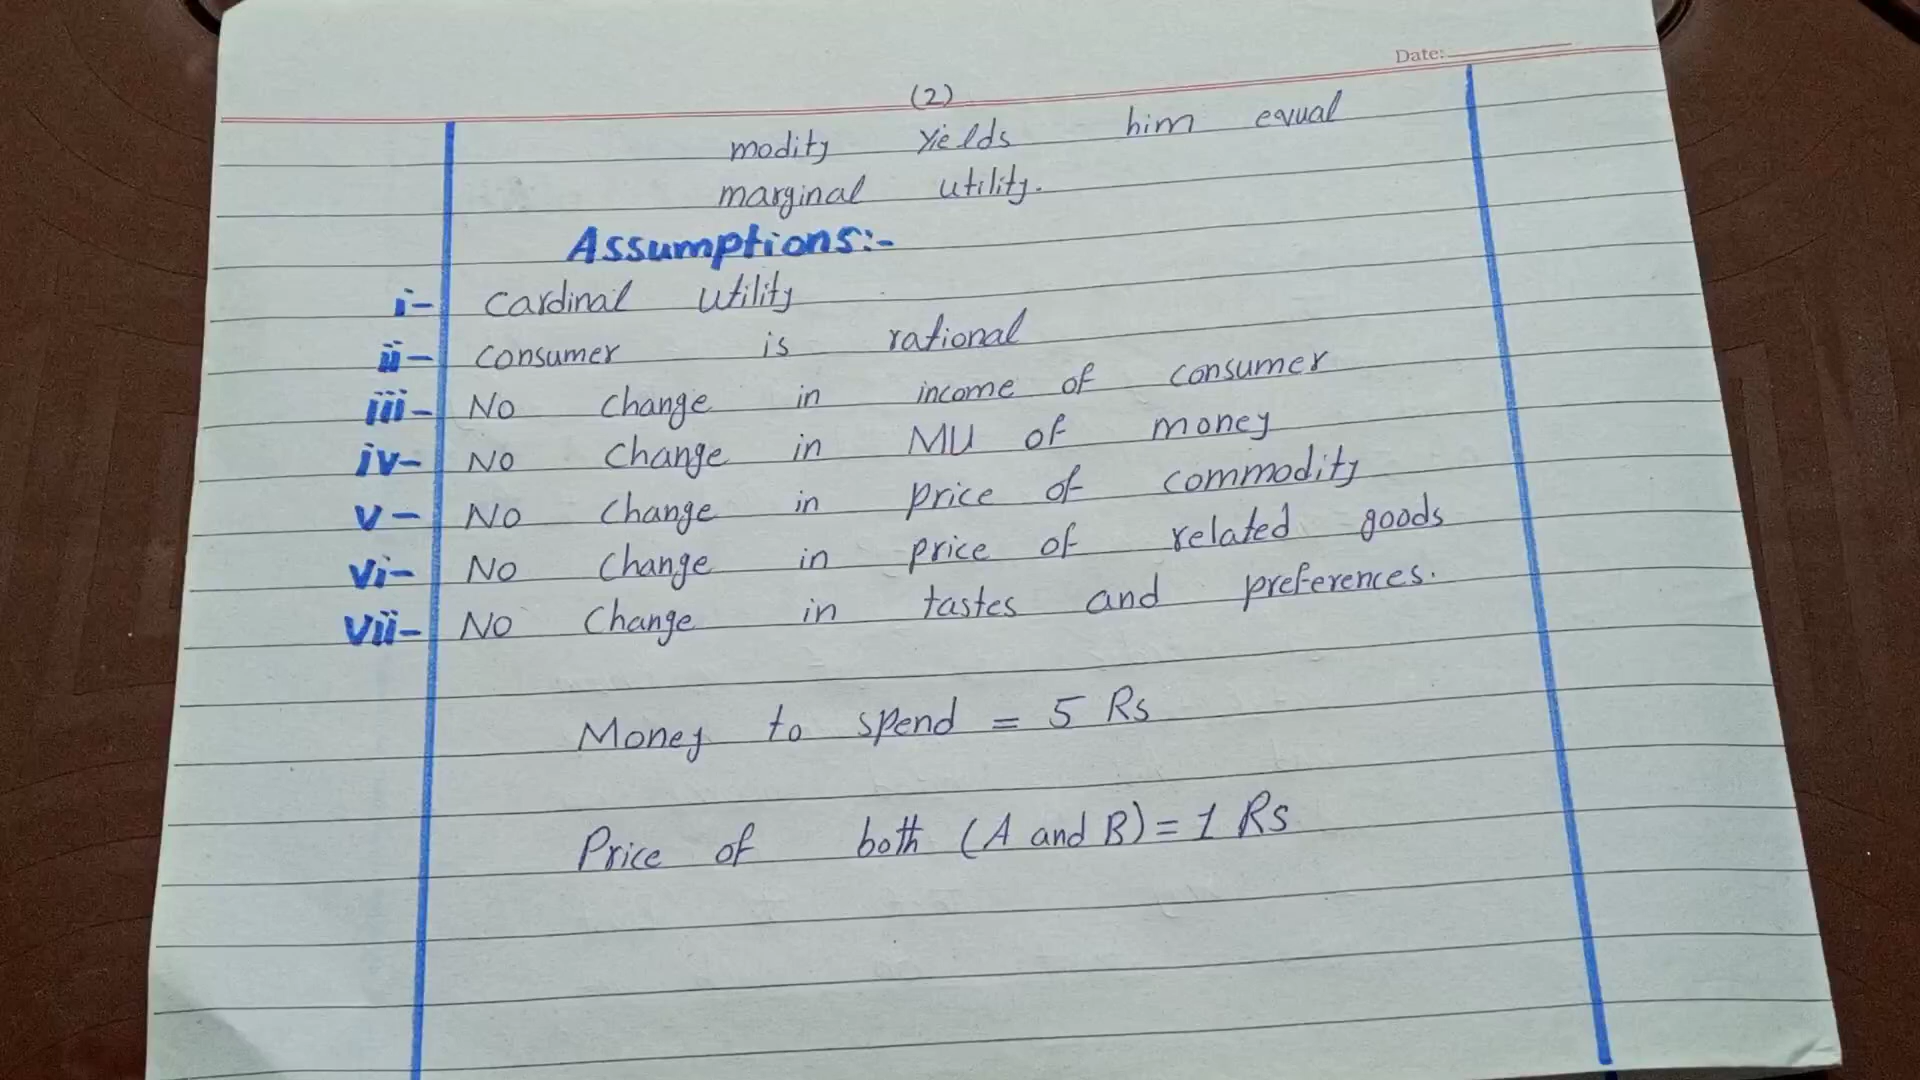 Date:
(2)
modity yields him equal
marginal utility.
Assumptions:-
i- cardinal utility
ii- consumer is rational
iii- No change in income of consumer
iv- No change in MU of money
v- No change in price of commodity
vi- No change in price of related goods
vii- No change in tastes and preferences.
Money to spend = 5 Rs
Price of both (A and B) = 1 Rs